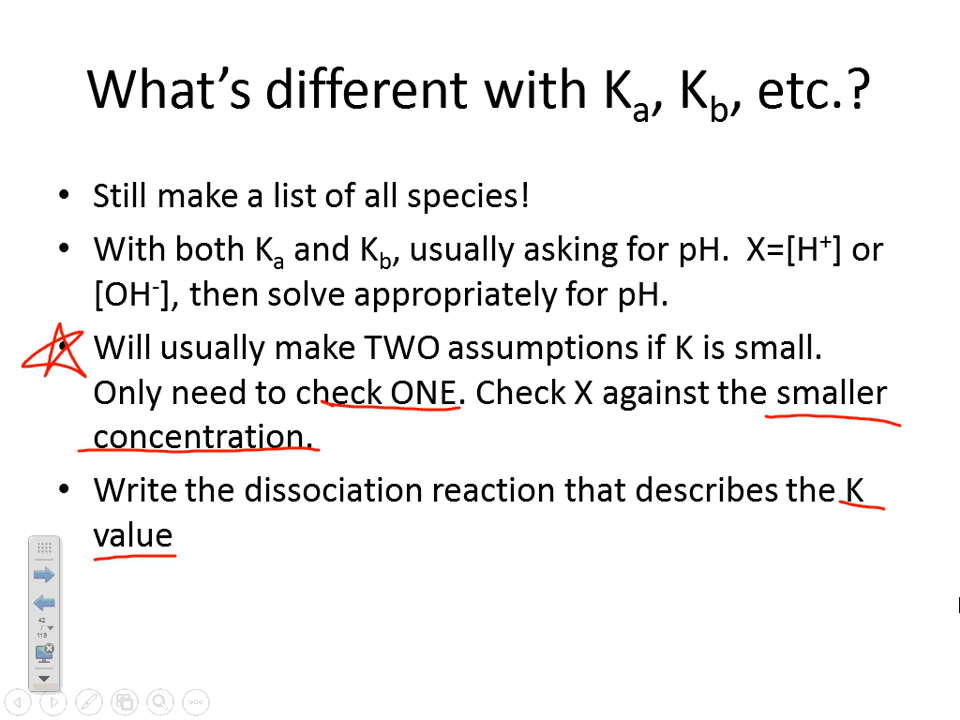 What's different with Ka, Kb, etc.?
• Still make a list of all species!
• With both Ka and Kb, usually asking for pH. X=[H+] or
[OH-], then solve appropriately for pH.
• Will usually make TWO assumptions if K is small.
Only need to check ONE. Check X against the smaller
concentration.
• Write the dissociation reaction that describes the K
value
42
/
119